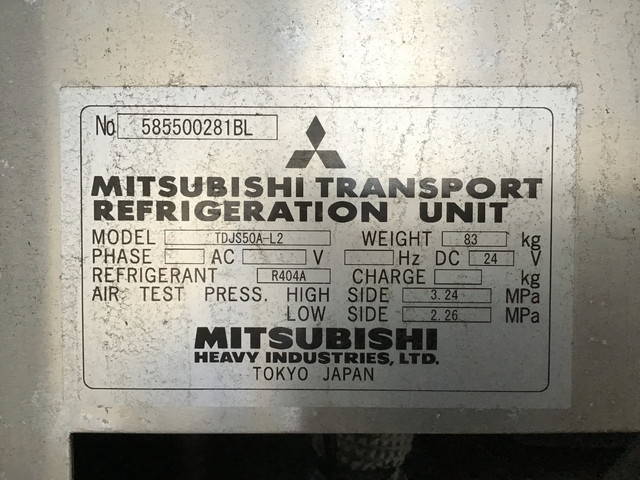 No 585500281BL
MITSUBISHI TRANSPORT
REFRIGERATION UNIT
MODEL TDJS50A-L2 WEIGHT 83 kg
PHASE AC V Hz DC 24 V
REFRIGERANT R404A CHARGE kg
AIR TEST PRESS. HIGH SIDE 3.24 MPa
LOW SIDE 2.26 MPa
MITSUBISHI
HEAVY INDUSTRIES, LTD.
TOKYO JAPAN